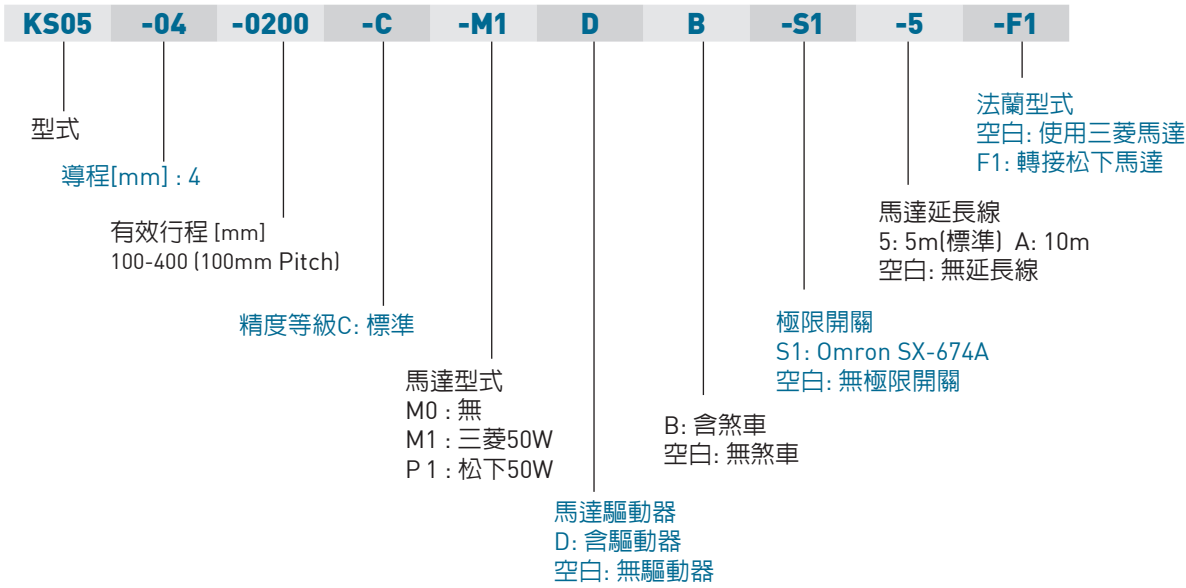 KS05 -04 -0200 -C -M1 D B -S1 -5 -F1
型式
導程[mm] : 4
有效行程 [mm]
100-400 (100mm Pitch)
精度等級C: 標準
馬達型式
M0 : 無
M1 : 三菱50W
P 1 : 松下50W
馬達驅動器
D: 含驅動器
空白: 無驅動器
B: 含煞車
空白: 無煞車
極限開關
S1: Omron SX-674A
空白: 無極限開關
馬達延長線
5: 5m(標準) A: 10m
空白: 無延長線
法蘭型式
空白: 使用三菱馬達
F1: 轉接松下馬達